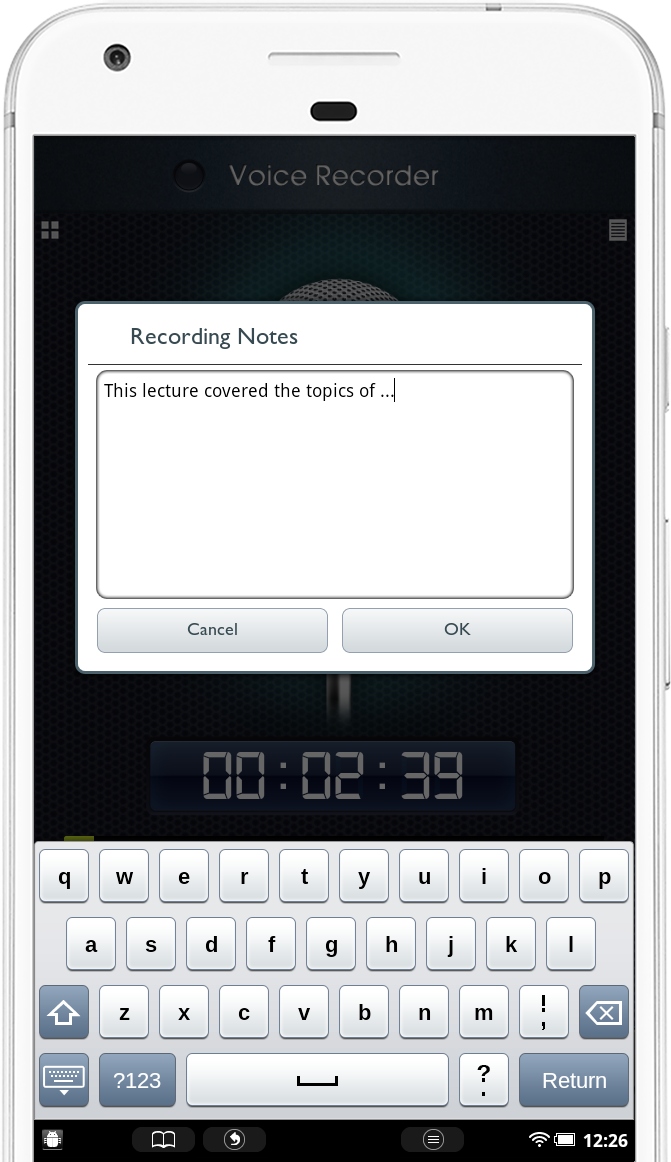 Voice Recorder
Recording Notes
This lecture covered the topics of ...
Cancel OK
00:02:39
q w e r t y u i o p
a s d f g h j k l
z x c v b n m ! ,
?123 ? . Return
12:26